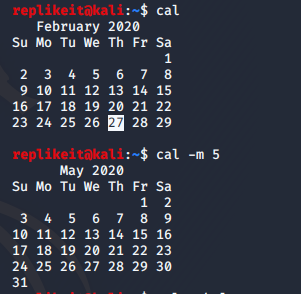 replikeit@kali:~$ cal
February 2020
Su Mo Tu We Th Fr Sa
1
2 3 4 5 6 7 8
9 10 11 12 13 14 15
16 17 18 19 20 21 22
23 24 25 26 27 28 29
replikeit@kali:~$ cal -m 5
May 2020
Su Mo Tu We Th Fr Sa
1 2
3 4 5 6 7 8 9
10 11 12 13 14 15 16
17 18 19 20 21 22 23
24 25 26 27 28 29 30
31